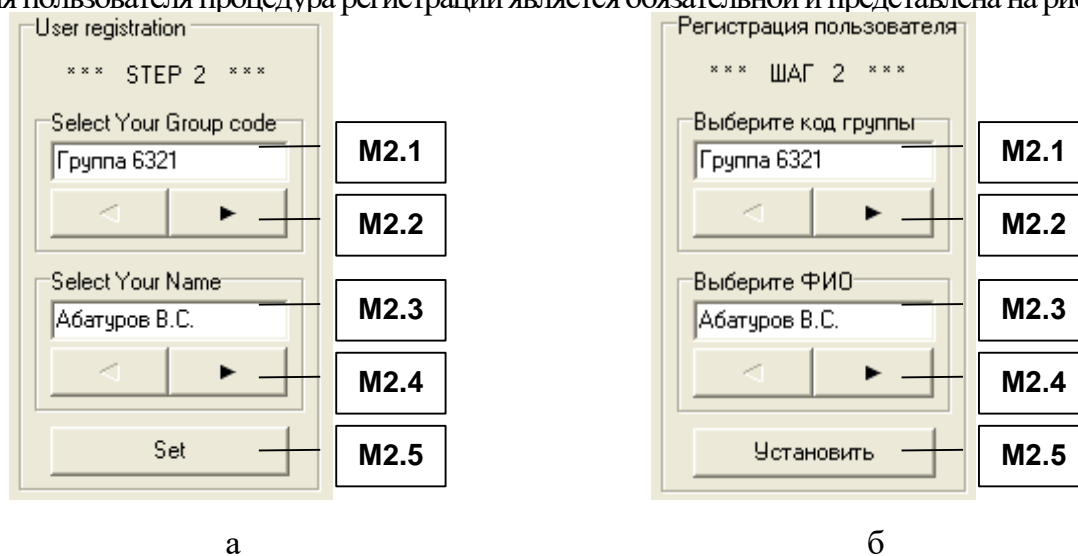 пользователя процедура регистрации является обязательной и представлена на
User registration
*** STEP 2 ***
Select Your Group code
Группа 6321
M2.1
M2.2
Select Your Name
Абатуров В.С.
M2.3
M2.4
Set
M2.5
а
Регистрация пользователя
*** ШАГ 2 ***
Выберите код группы
Группа 6321
M2.1
M2.2
Выберите ФИО
Абатуров В.С.
M2.3
M2.4
Установить
M2.5
б